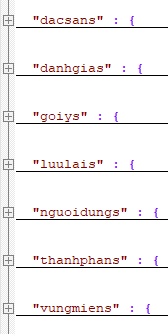 "dacsans" : {
"danhgias" : {
"goiys" : {
"luulais" : {
"nguoidungs" : {
"thanhphans" : {
"vungmiens" : {